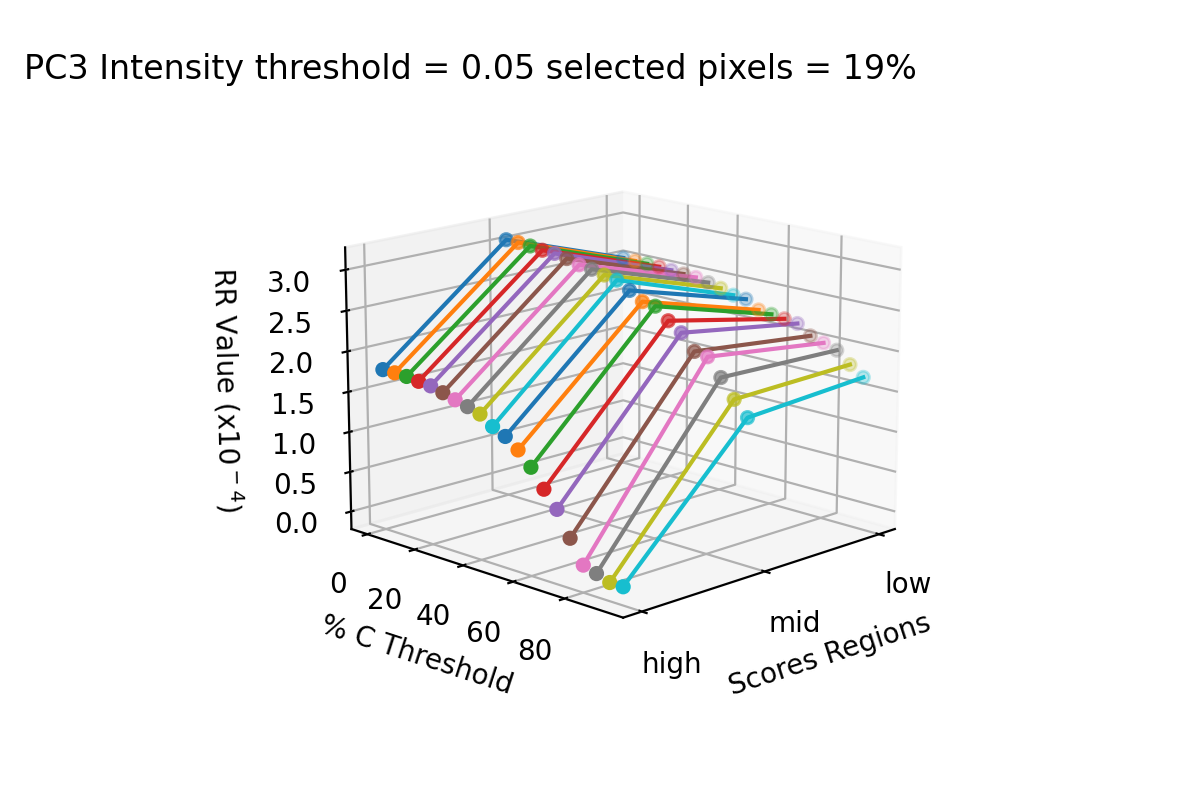 PC3 Intensity threshold = 0.05 selected pixels = 19%
RR Value (x10⁻⁴)
3.0
2.5
2.0
1.5
1.0
0.5
0.0
0
20
40
60
80
% C Threshold
high
mid
low
Scores Regions